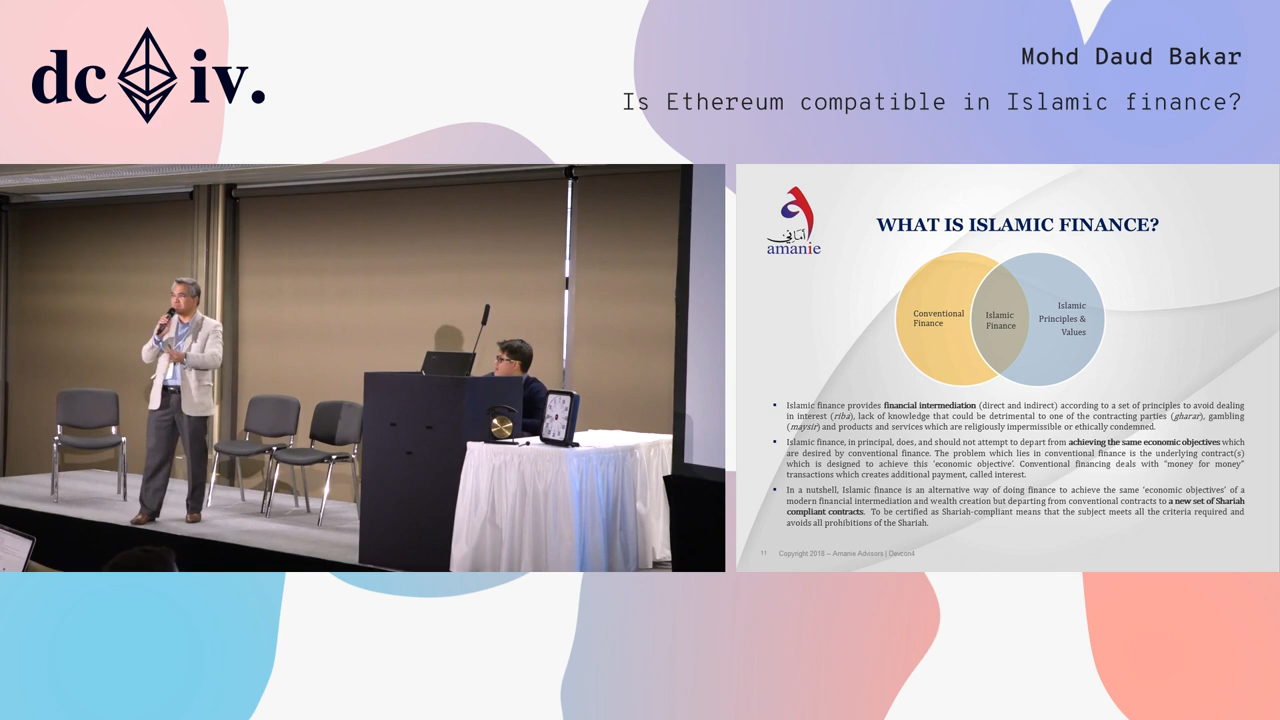 dc iv.
Mohd Daud Bakar
Is Ethereum compatible in Islamic finance?
أماني
amanie
WHAT IS ISLAMIC FINANCE?
Conventional
Finance
Islamic
Finance
Islamic
Principles &
Values
▪ Islamic finance provides financial intermediation (direct and indirect) according to a set of principles to avoid dealing
in interest (riba), lack of knowledge that could be detrimental to one of the contracting parties (gharar), gambling
(maysir) and products and services which are religiously impermissible or ethically condemned.
▪ Islamic finance, in principal, does, and should not attempt to depart from achieving the same economic objectives which
are desired by conventional finance. The problem which lies in conventional finance is the underlying contract(s)
which is designed to achieve this 'economic objective'. Conventional financing deals with "money for money"
transactions which creates additional payment, called interest.
▪ In a nutshell, Islamic finance is an alternative way of doing finance to achieve the same 'economic objectives' of a
modern financial intermediation and wealth creation but departing from conventional contracts to a new set of Shariah
compliant contracts. To be certified as Shariah-compliant means that the subject meets all the criteria required and
avoids all prohibitions of the Shariah.
11 Copyright 2018 – Amanie Advisors | Devcon4